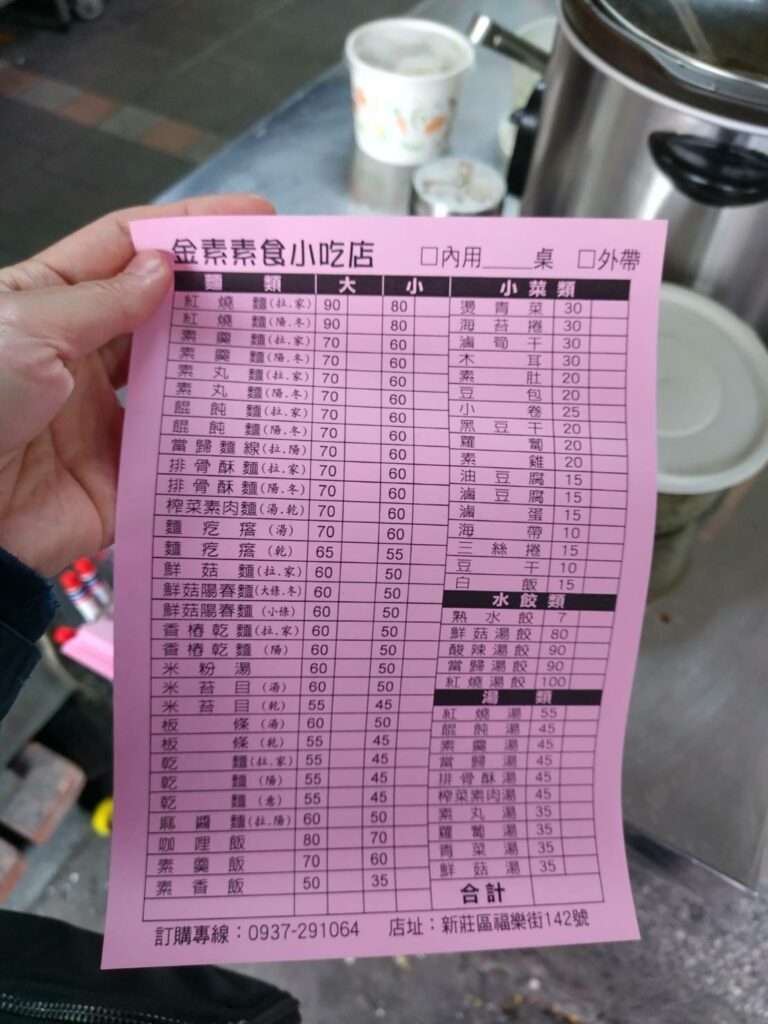 金素素食小吃店 □內用____桌 □外帶
麵類 大 小
紅燒麵(拉.家) 90 80
紅燒麵(陽.冬) 90 80
素羹麵(拉.家) 70 60
素羹麵(陽.冬) 70 60
素丸麵(拉.家) 70 60
素丸麵(陽.冬) 70 60
餛飩麵(拉.家) 70 60
餛飩麵(陽.冬) 70 60
當歸麵線(拉.陽) 70 60
排骨酥麵(拉.家) 70 60
排骨酥麵(陽.冬) 70 60
榨菜素肉麵(湯.乾) 70 60
麵疙瘩(湯) 70 60
麵疙瘩(乾) 65 55
鮮菇麵(拉.家) 60 50
鮮菇陽春麵(大條.冬) 60 50
鮮菇陽春麵(小條) 60 50
香椿乾麵(拉.家) 60 50
香椿乾麵(陽) 60 50
米粉湯 60 50
米苔目(湯) 60 50
米苔目(乾) 55 45
板條(湯) 60 50
板條(乾) 55 45
乾麵(拉.家) 55 45
乾麵(陽) 55 45
乾麵(意) 55 45
麻醬麵(拉.陽) 60 50
咖哩飯 80 70
素羹飯 70 60
素香飯 50 35
小菜類
燙青菜 30
海苔捲 30
滷筍干 30
木耳 30
素肚 20
豆包 20
小卷 25
黑豆干 20
蘿蔔 20
素雞 20
油豆腐 15
滷豆腐 15
滷蛋 15
海帶 10
三絲捲 15
豆干 10
白飯 15
水餃類
熟水餃 7
鮮菇湯餃 80
酸辣湯餃 90
當歸湯餃 90
紅燒湯餃 100
湯類
紅燒湯 55
餛飩湯 45
素羹湯 45
當歸湯 45
排骨酥湯 45
榨菜素肉湯 45
素丸湯 35
蘿蔔湯 35
青菜湯 35
鮮菇湯 35
合計
訂購專線：0937-291064 店址：新莊區福樂街142號